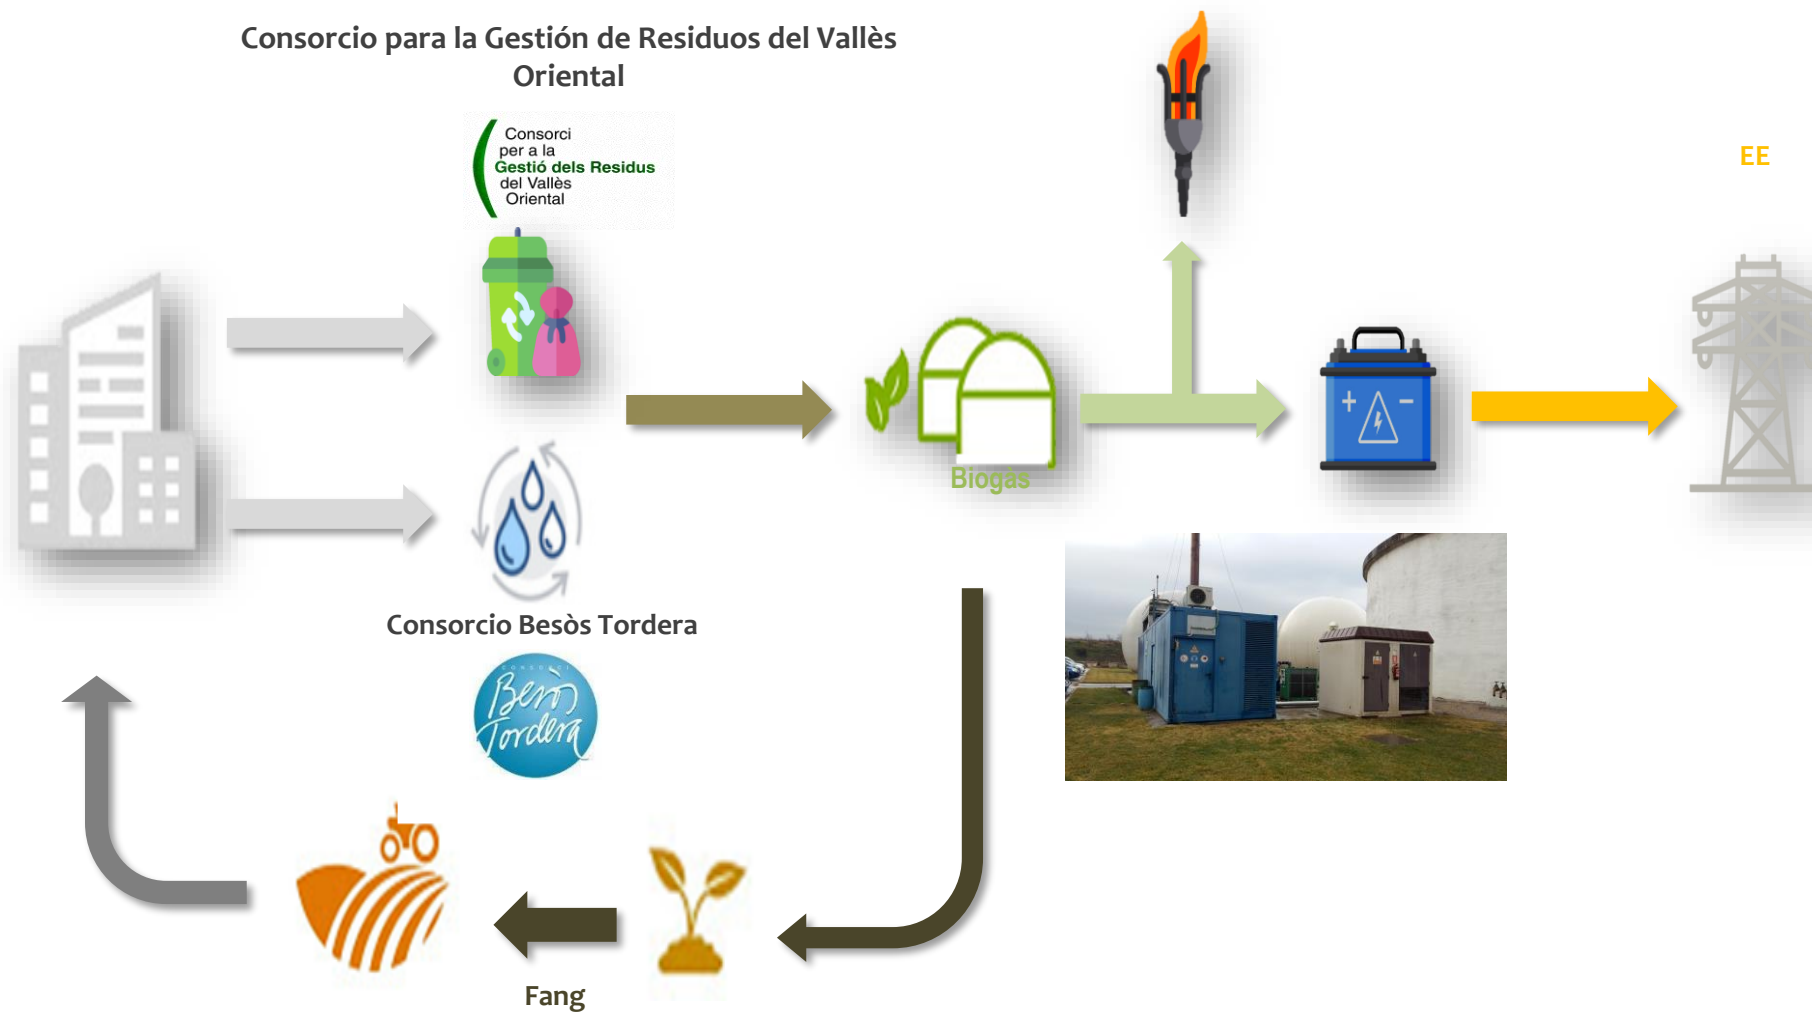 Consorcio para la Gestión de Residuos del Vallès
Oriental
Consorci
per a la
Gestió dels Residus
del Vallès
Oriental
EE
Biogàs
Consorcio Besòs Tordera
CONSORCI
Besòs
Tordera
Fang